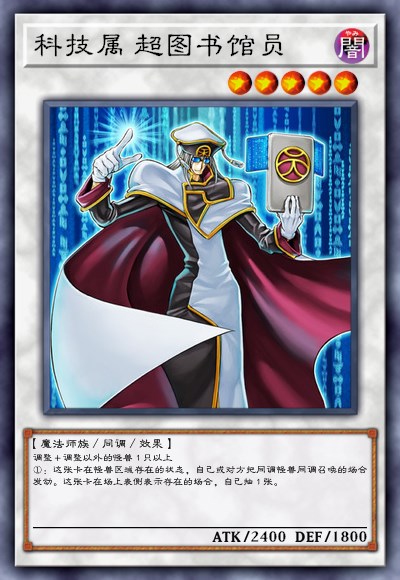 科技属 超图书馆员
やみ
闇
【魔法师族／同调／效果】
调整＋调整以外的怪兽1只以上
①：这张卡在怪兽区域存在的状态，自己或对方把同调怪兽同调召唤的场合
发动。这张卡在场上表侧表示存在的场合，自己抽1张。
ATK/2400 DEF/1800